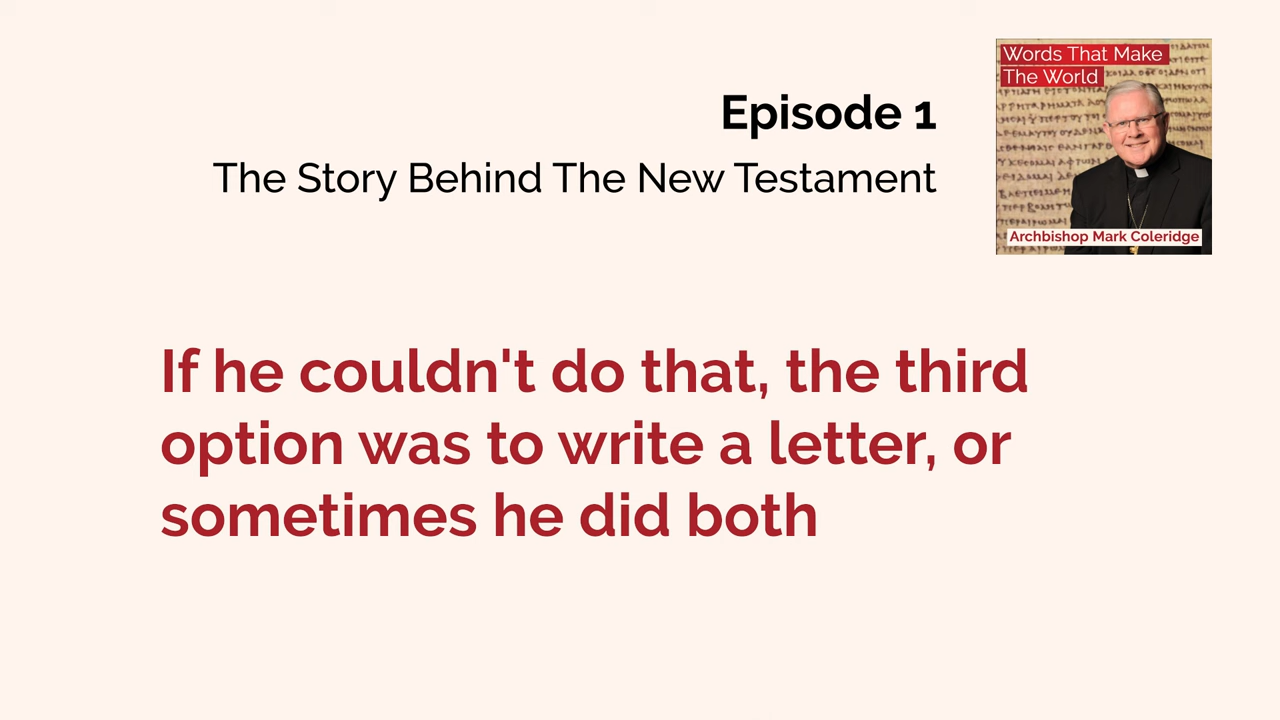 Episode 1
The Story Behind The New Testament
Words That Make
The World
Archbishop Mark Coleridge
If he couldn't do that, the third
option was to write a letter, or
sometimes he did both